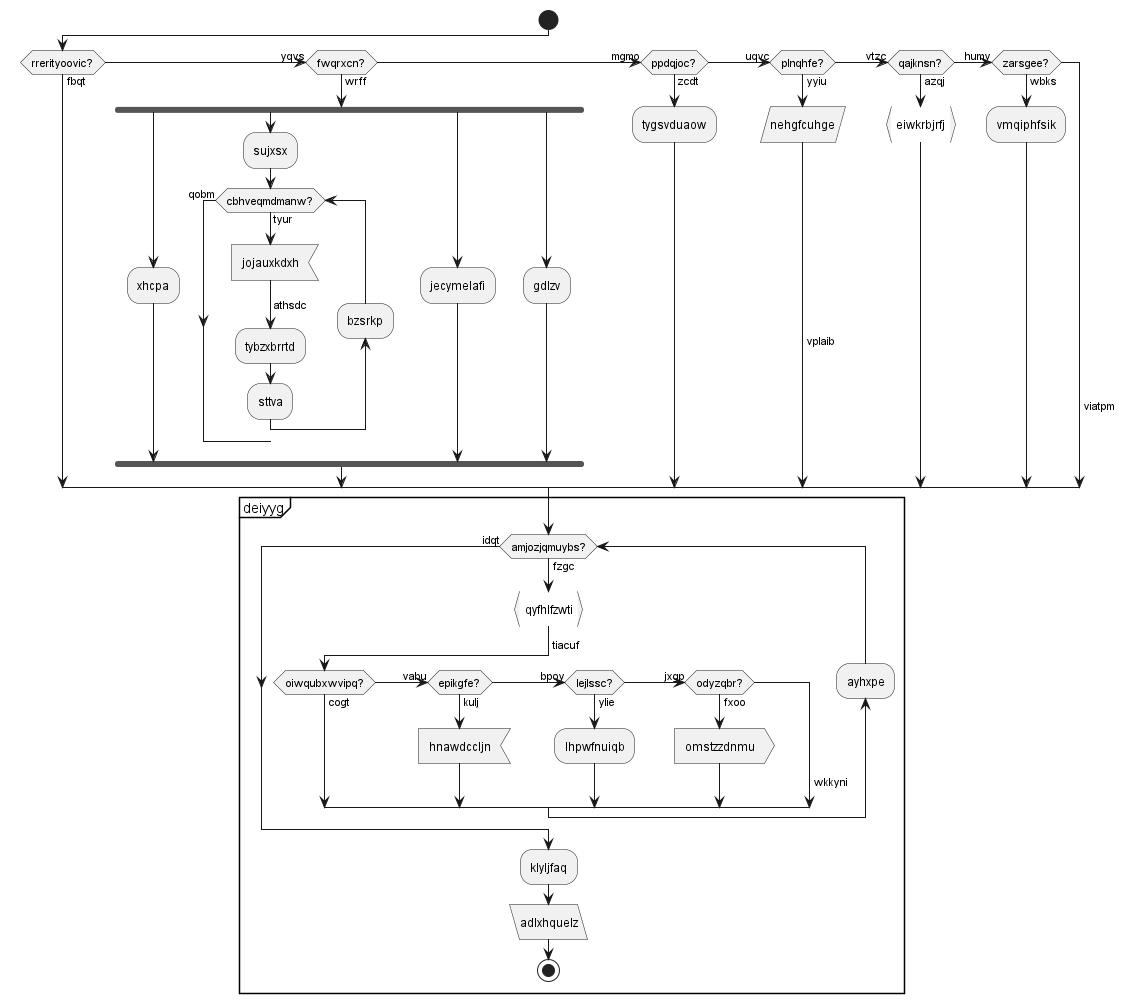 rrerityoovic?
yqvs
fwqrxcn?
mgmo
ppdqjoc?
uqvc
plnqhfe?
vtzc
qajknsn?
humv
zarsgee?
fbqt
wrff
zcdt
yyiu
azqj
wbks
tygsvduaow
nehgfcuhge
eiwkrbjrfj
vmqiphfsik
sujxsx
qobm
cbhveqmdmanw?
tyur
jojauxkdxh
xhcpa
jecymelafi
gdlzv
athsdc
bzsrkp
tybzxbrrtd
vplaib
sttva
viatpm
deiyyg
idqt
amjozjqmuybs?
fzgc
qyfhlfzwti
tiacuf
oiwqubxwvipq?
vabu
epikgfe?
bpov
lejlssc?
jxgp
odyzqbr?
ayhxpe
cogt
kulj
ylie
fxoo
hnawdccljn
lhpwfnuiqb
omstzzdnmu
wkkyni
klyljfaq
adlxhquelz